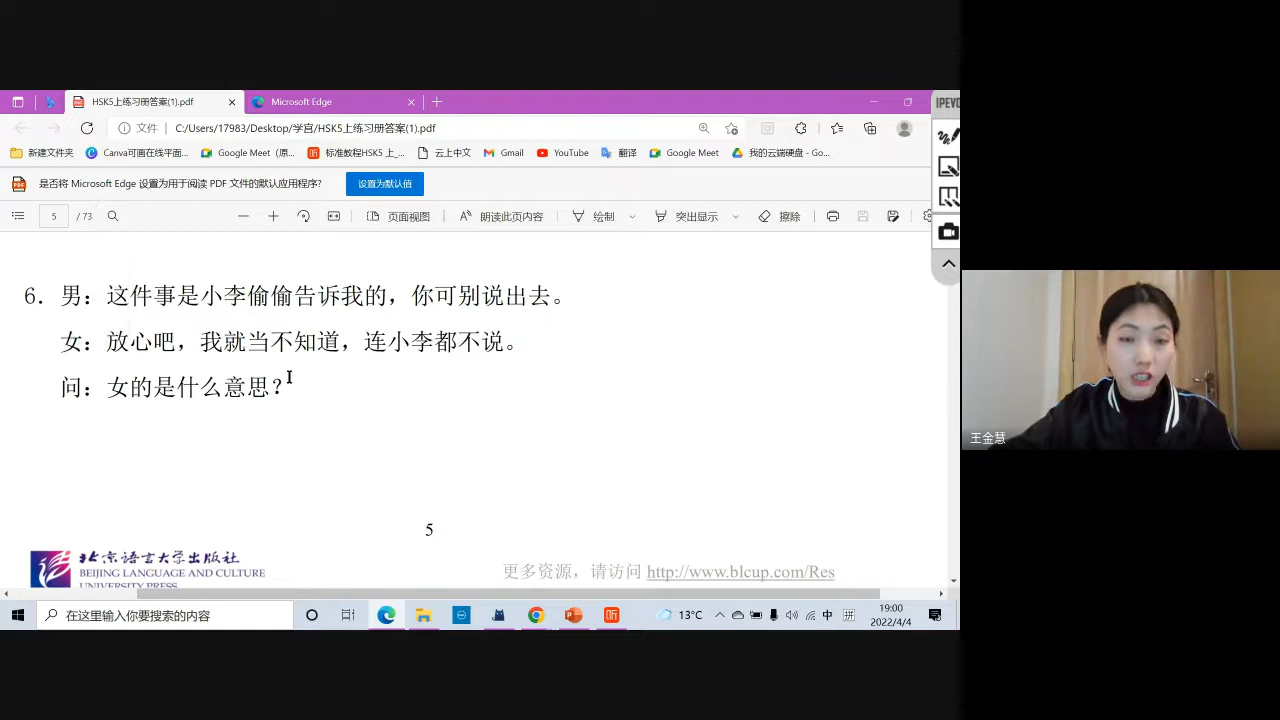 HSK5上练习册答案(1).pdf
Microsoft Edge
IPEVO
文件 C:/Users/17983/Desktop/学宫/HSK5上练习册答案(1).pdf
新建文件夹 Canva可画在线平面... Google Meet（原... 标准教程HSK5 上_... 云上中文 Gmail YouTube 翻译 Google Meet 我的云端硬盘 - Go...
是否将 Microsoft Edge 设置为用于阅读 PDF 文件的默认应用程序? 设置为默认值
5 / 73 页面视图 朗读此页内容 绘制 突出显示 擦除
6．男：这件事是小李偷偷告诉我的，你可别说出去。
女：放心吧，我就当不知道，连小李都不说。
问：女的是什么意思？
王金慧
5
北京语言大学出版社
BEIJING LANGUAGE AND CULTURE
UNIVERSITY PRESS
更多资源，请访问 http://www.blcup.com/Res
在这里输入你要搜索的内容
13°C
中 拼
19:00
2022/4/4